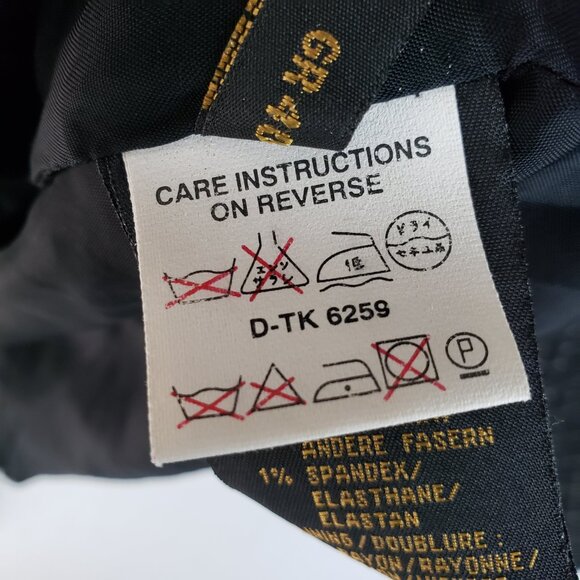 GR-40
CARE INSTRUCTIONS
ON REVERSE
エンソ
サラシ
低
ドライ
セキユ系
D-TK 6259
P
ANDERE FASERN
1% SPANDEX/
ELASTHANE/
ELASTAN
/DOUBLURE:
/RAYONNE/